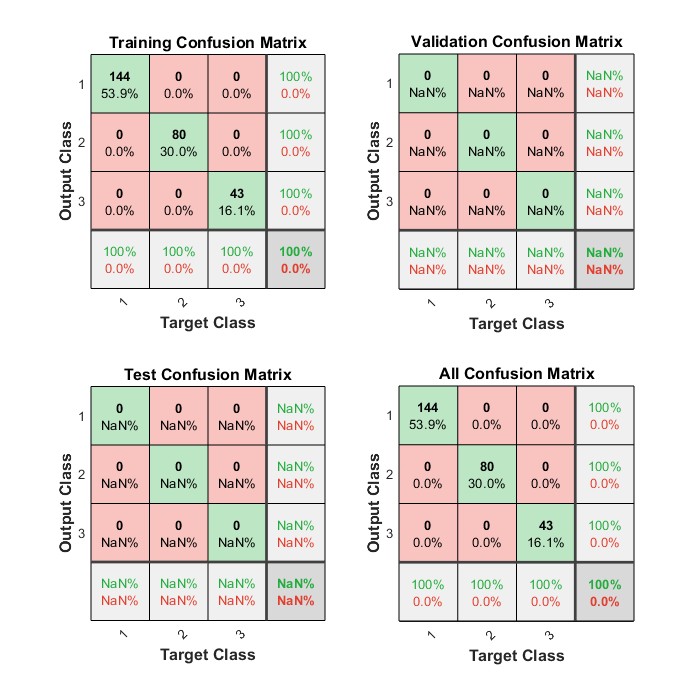 Training Confusion Matrix
Output Class
1
144 0 0 100%
53.9% 0.0% 0.0% 0.0%
2
0 80 0 100%
0.0% 30.0% 0.0% 0.0%
3
0 0 43 100%
0.0% 0.0% 16.1% 0.0%
100% 100% 100% 100%
0.0% 0.0% 0.0% 0.0%
1 2 3
Target Class
Validation Confusion Matrix
Output Class
1
0 0 0 NaN%
NaN% NaN% NaN% NaN%
2
0 0 0 NaN%
NaN% NaN% NaN% NaN%
3
0 0 0 NaN%
NaN% NaN% NaN% NaN%
NaN% NaN% NaN% NaN%
NaN% NaN% NaN% NaN%
1 2 3
Target Class
Test Confusion Matrix
Output Class
1
0 0 0 NaN%
NaN% NaN% NaN% NaN%
2
0 0 0 NaN%
NaN% NaN% NaN% NaN%
3
0 0 0 NaN%
NaN% NaN% NaN% NaN%
NaN% NaN% NaN% NaN%
NaN% NaN% NaN% NaN%
1 2 3
Target Class
All Confusion Matrix
Output Class
1
144 0 0 100%
53.9% 0.0% 0.0% 0.0%
2
0 80 0 100%
0.0% 30.0% 0.0% 0.0%
3
0 0 43 100%
0.0% 0.0% 16.1% 0.0%
100% 100% 100% 100%
0.0% 0.0% 0.0% 0.0%
1 2 3
Target Class